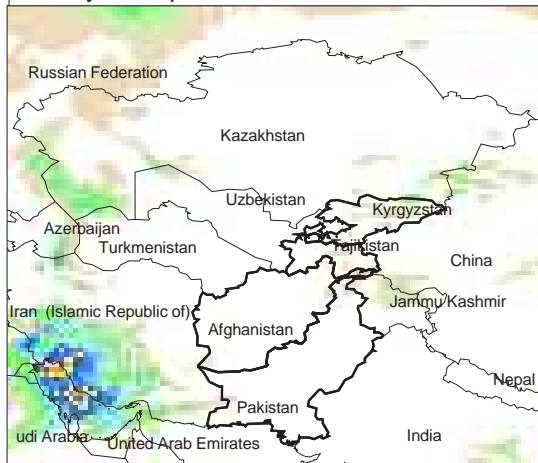 Russian Federation
Kazakhstan
Uzbekistan
Kyrgyzstan
Azerbaijan
Turkmenistan
Tajikistan
China
Iran (Islamic Republic of)
Jammu Kashmir
Afghanistan
Nepal
Pakistan
udi Arabia
United Arab Emirates
India